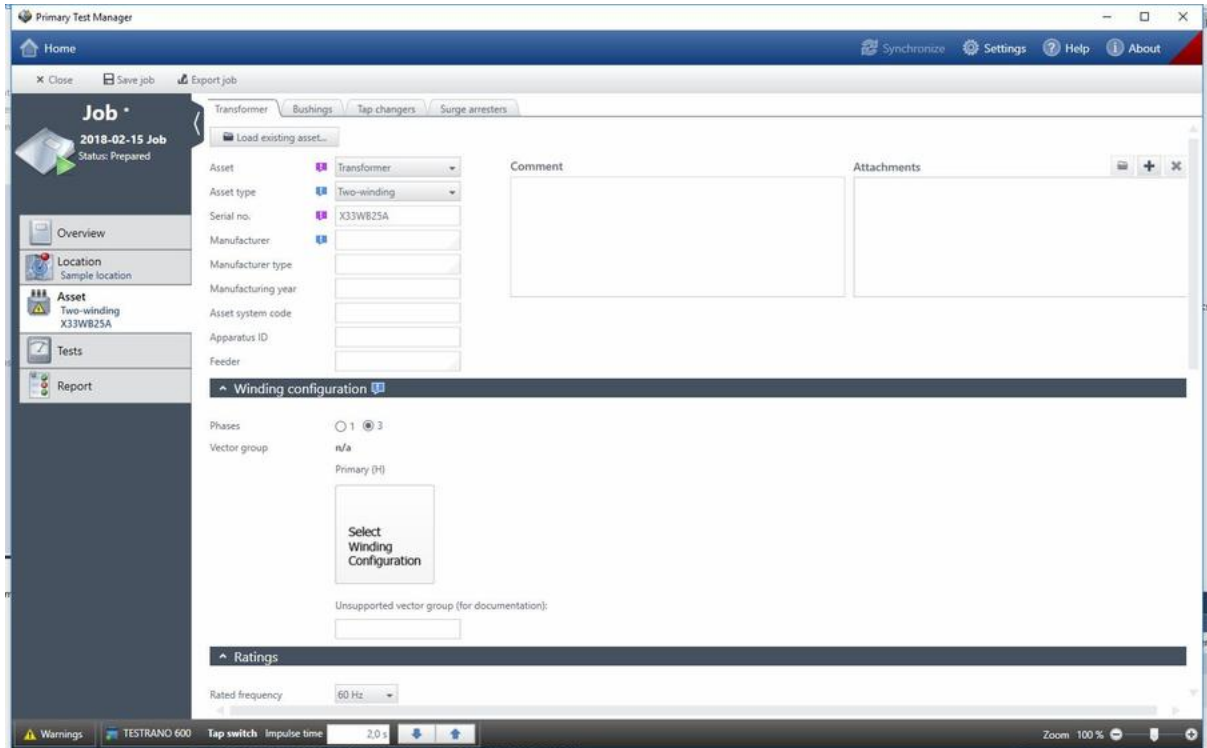 Primary Test Manager
Home
Synchronize Settings Help About
Close Save job Export job
Job *
2018-02-15 Job
Status: Prepared
Overview
Location
Sample location
Asset
Two-winding
X33WB25A
Tests
Report
Transformer Bushings Tap changers Surge arresters
Load existing asset...
Asset Transformer
Asset type Two-winding
Serial no. X33WB25A
Manufacturer
Manufacturer type
Manufacturing year
Asset system code
Apparatus ID
Feeder
Comment
Attachments
Winding configuration
Phases 1 3
Vector group n/a
Primary (H)
Select
Winding
Configuration
Unsupported vector group (for documentation):
Ratings
Rated frequency 60 Hz
Warnings TESTRANO 600 Tap switch Impulse time 2,0 s Zoom 100 %